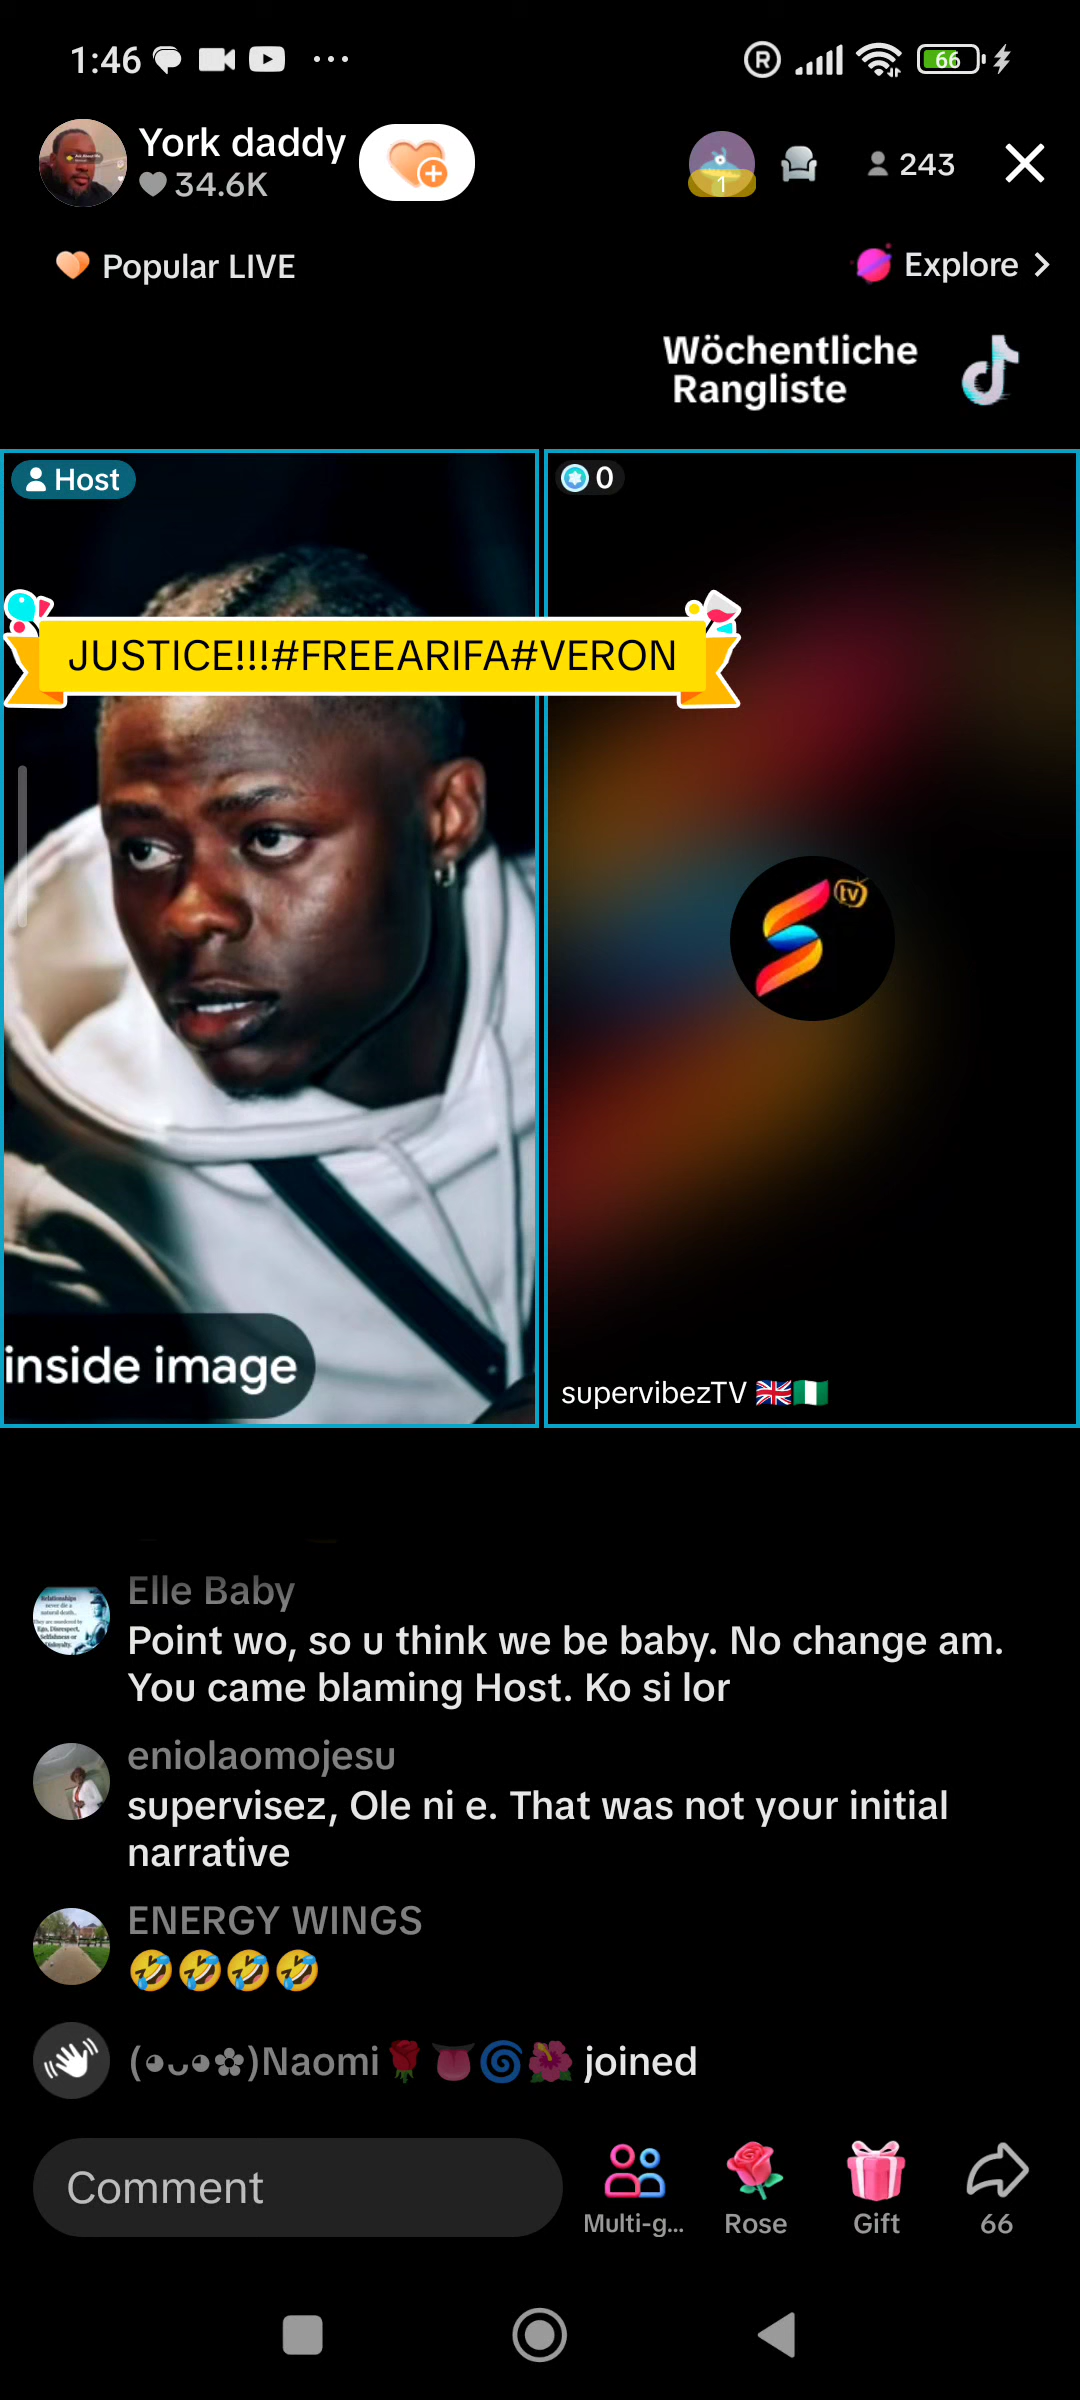 1:46
R
66
York daddy
34.6K
1
243
Popular LIVE
Explore
Wöchentliche
Rangliste
Host
0
JUSTICE!!!#FREEARIFA#VERON
tv
inside image
supervibezTV 🇬🇧🇳🇬
Elle Baby
Point wo, so u think we be baby. No change am.
You came blaming Host. Ko si lor
eniolaomojesu
supervisez, Ole ni e. That was not your initial
narrative
ENERGY WINGS
🤣🤣🤣🤣
(◕ᴗ◕✿)Naomi🌹👅🌀🌺 joined
Comment
Multi-g...
Rose
Gift
66